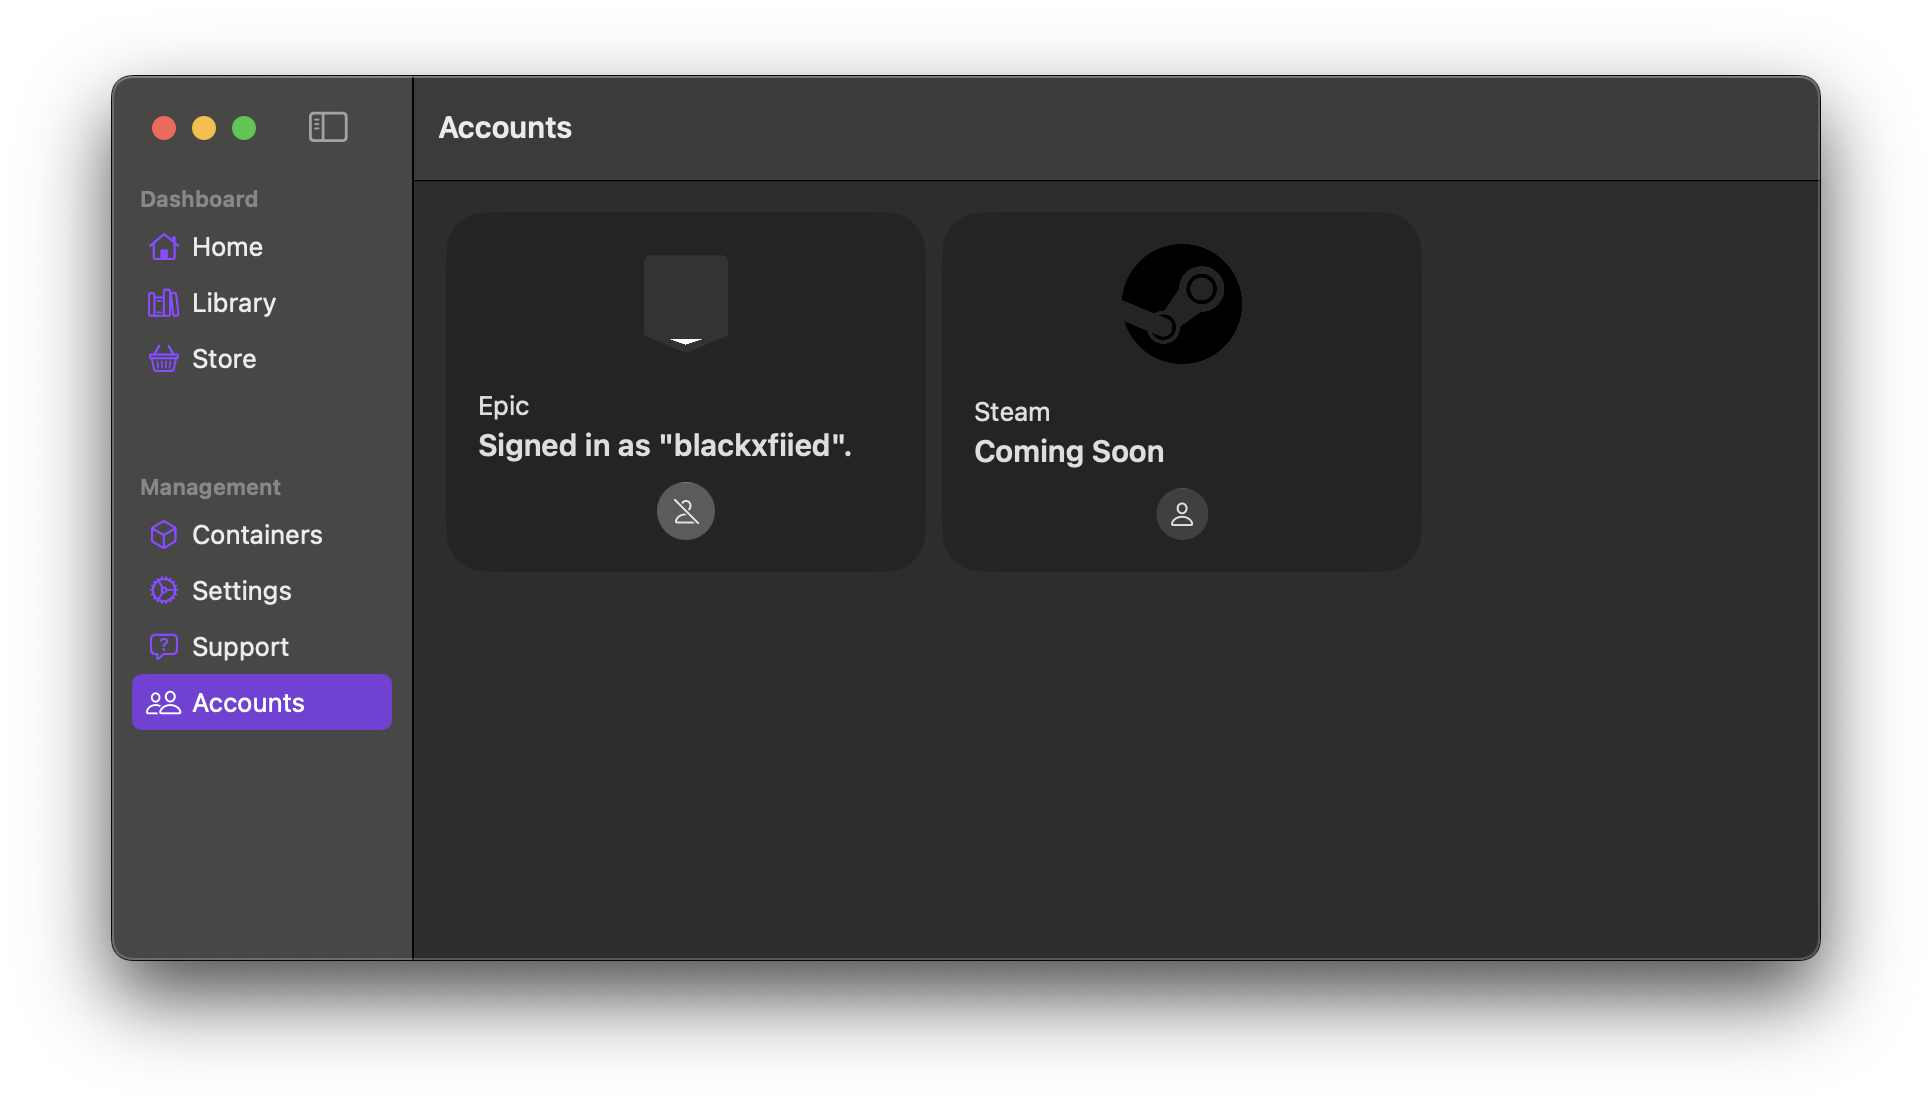 Accounts
Dashboard
Home
Library
Store
Management
Containers
Settings
Support
Accounts
Epic
Signed in as "blackxfiied".
Steam
Coming Soon